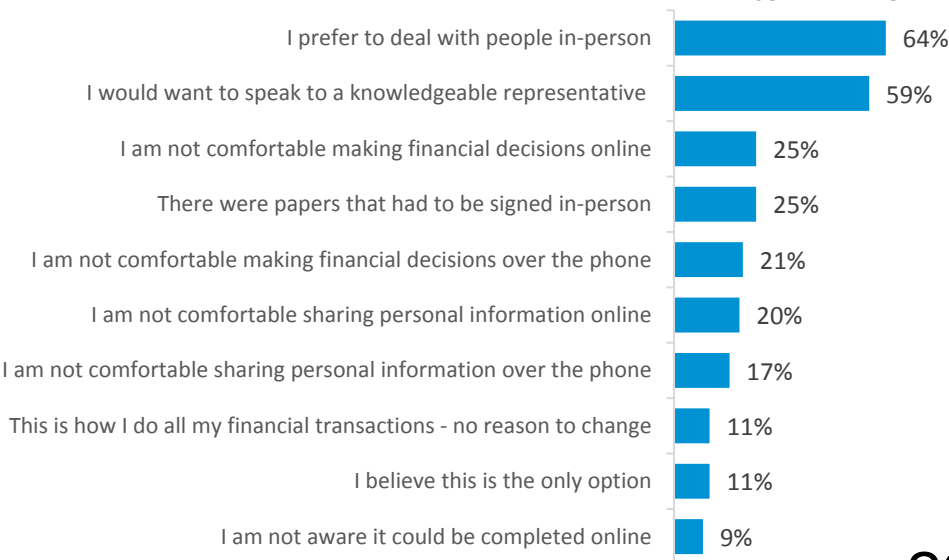 I prefer to deal with people in-person 64%
I would want to speak to a knowledgeable representative 59%
I am not comfortable making financial decisions online 25%
There were papers that had to be signed in-person 25%
I am not comfortable making financial decisions over the phone 21%
I am not comfortable sharing personal information online 20%
I am not comfortable sharing personal information over the phone 17%
This is how I do all my financial transactions - no reason to change 11%
I believe this is the only option 11%
I am not aware it could be completed online 9%